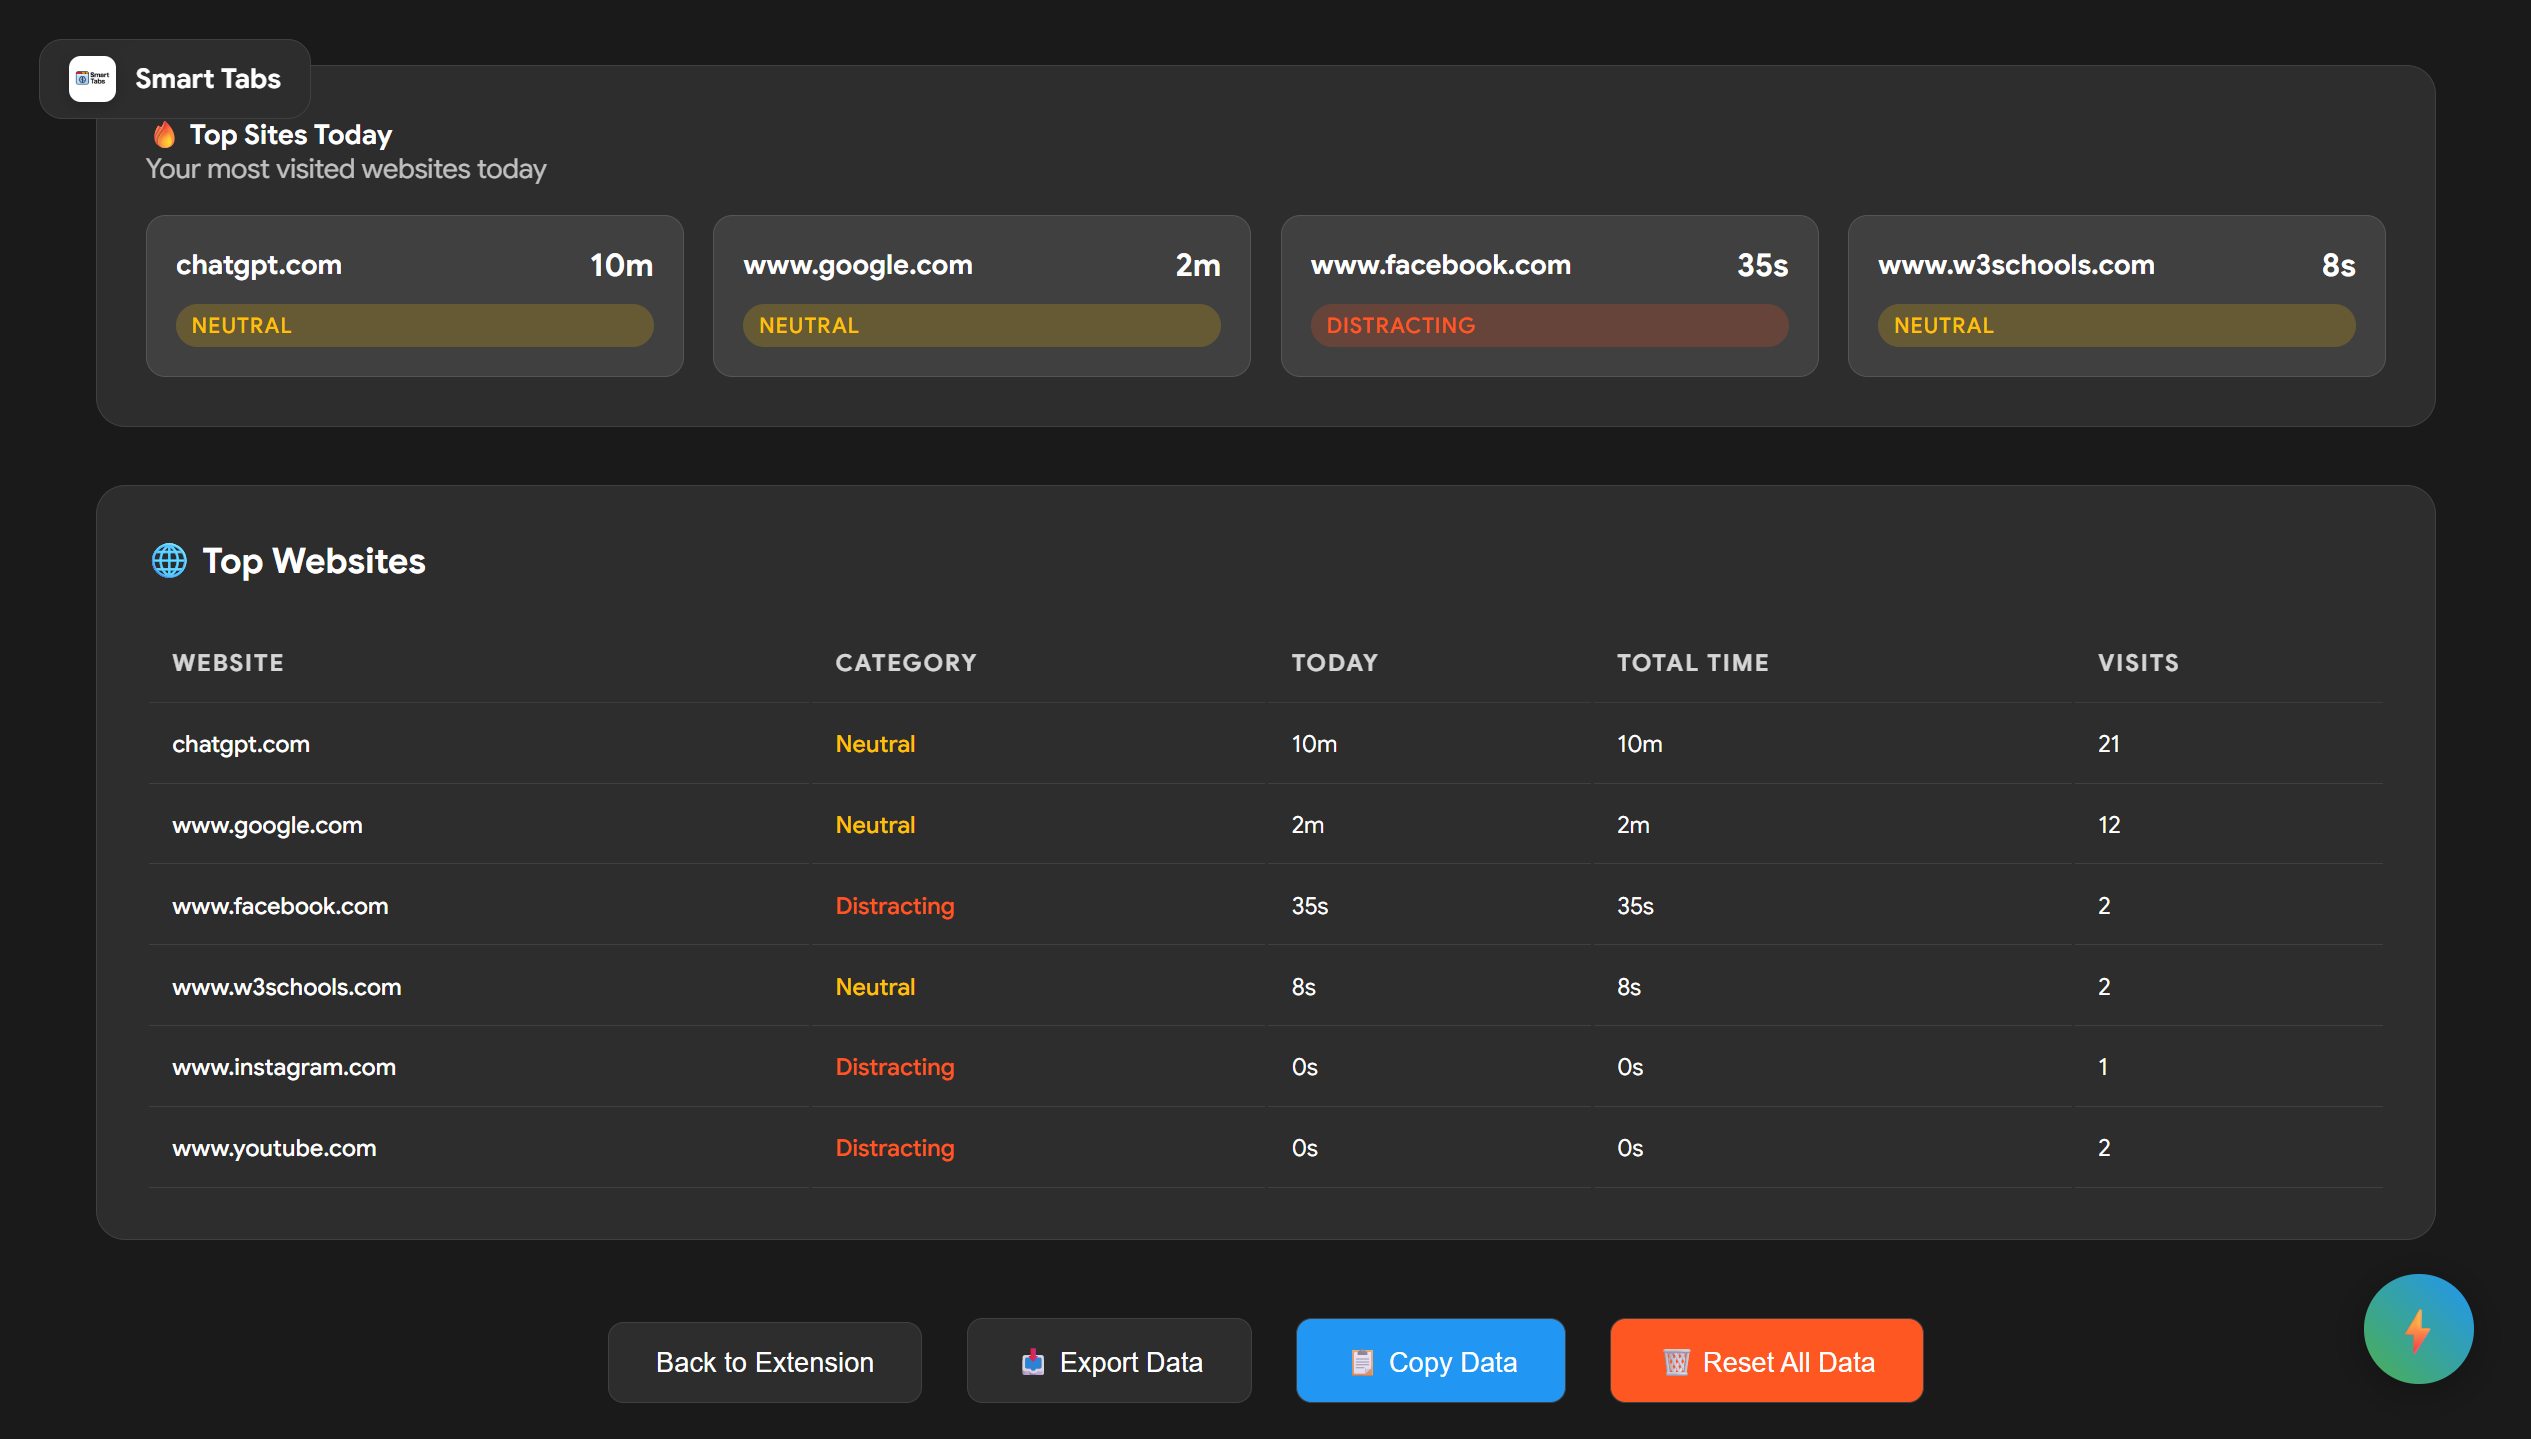 Smart Tabs
Smart Tabs
🔥 Top Sites Today
Your most visited websites today
chatgpt.com 10m
NEUTRAL
www.google.com 2m
NEUTRAL
www.facebook.com 35s
DISTRACTING
www.w3schools.com 8s
NEUTRAL
🌐 Top Websites
WEBSITE CATEGORY TODAY TOTAL TIME VISITS
chatgpt.com Neutral 10m 10m 21
www.google.com Neutral 2m 2m 12
www.facebook.com Distracting 35s 35s 2
www.w3schools.com Neutral 8s 8s 2
www.instagram.com Distracting 0s 0s 1
www.youtube.com Distracting 0s 0s 2
Back to Extension
📥 Export Data
📋 Copy Data
🗑️ Reset All Data